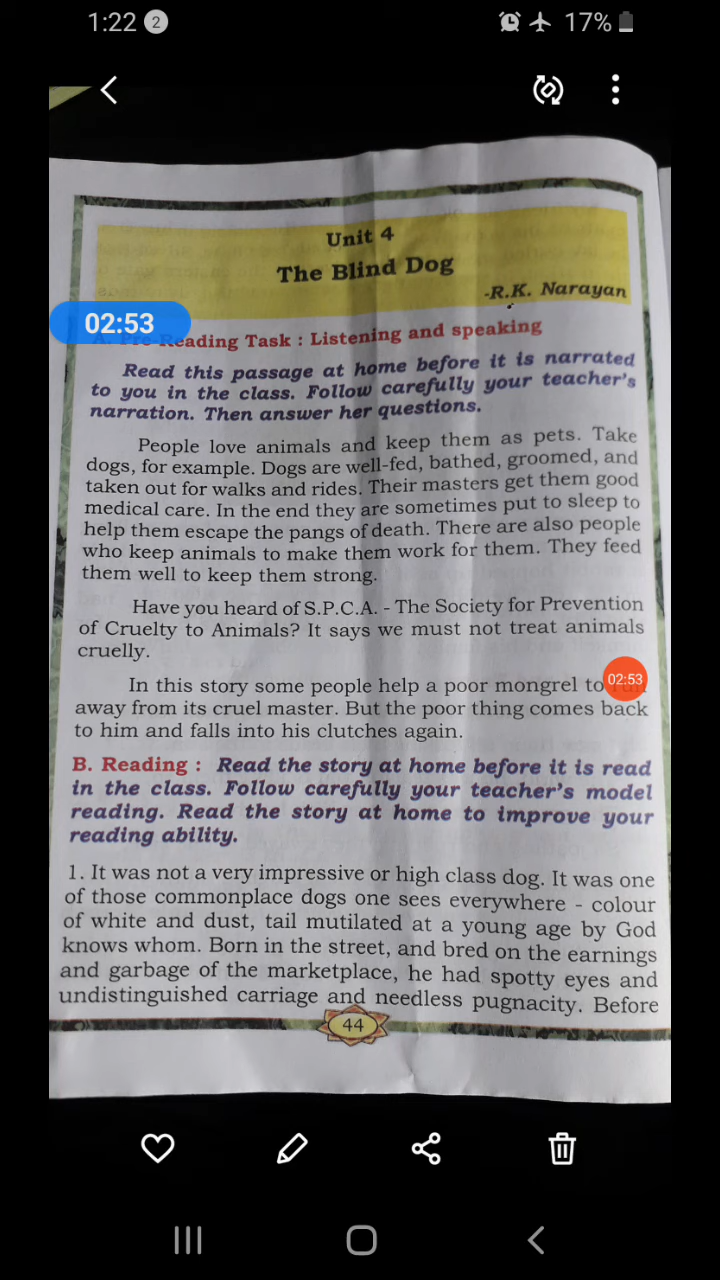 1:22 2 17%
Unit 4
The Blind Dog
-R.K. Narayan
02:53
A. Pre-Reading Task : Listening and speaking
Read this passage at home before it is narrated
to you in the class. Follow carefully your teacher's
narration. Then answer her questions.
People love animals and keep them as pets. Take
dogs, for example. Dogs are well-fed, bathed, groomed, and
taken out for walks and rides. Their masters get them good
medical care. In the end they are sometimes put to sleep to
help them escape the pangs of death. There are also people
who keep animals to make them work for them. They feed
them well to keep them strong.
Have you heard of S.P.C.A. - The Society for Prevention
of Cruelty to Animals? It says we must not treat animals
cruelly.
In this story some people help a poor mongrel to run
02:53
away from its cruel master. But the poor thing comes back
to him and falls into his clutches again.
B. Reading : Read the story at home before it is read
in the class. Follow carefully your teacher's model
reading. Read the story at home to improve your
reading ability.
1. It was not a very impressive or high class dog. It was one
of those commonplace dogs one sees everywhere - colour
of white and dust, tail mutilated at a young age by God
knows whom. Born in the street, and bred on the earnings
and garbage of the marketplace, he had spotty eyes and
undistinguished carriage and needless pugnacity. Before
44